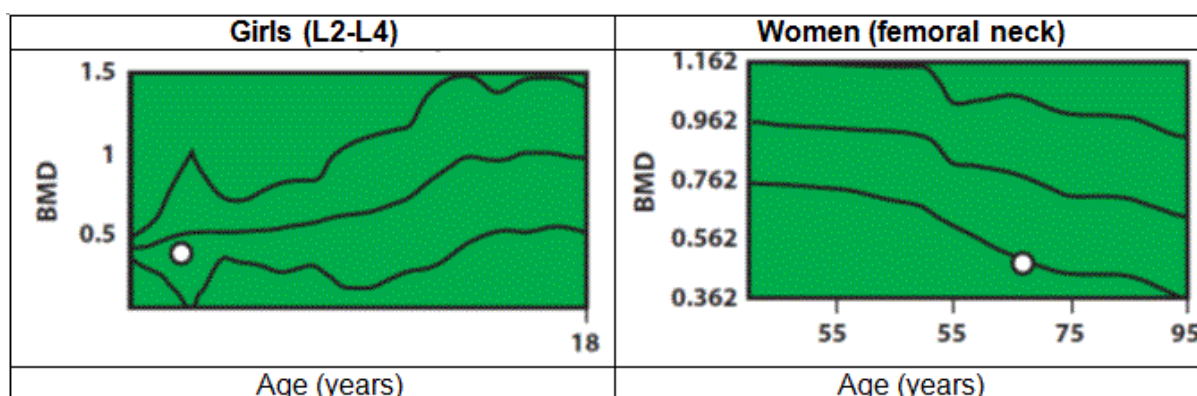 Girls (L2-L4)
Women (femoral neck)
1.5
1
0.5
BMD
18
1.162
0.962
0.762
0.562
0.362
BMD
55
55
75
95
Age (years)
Age (years)